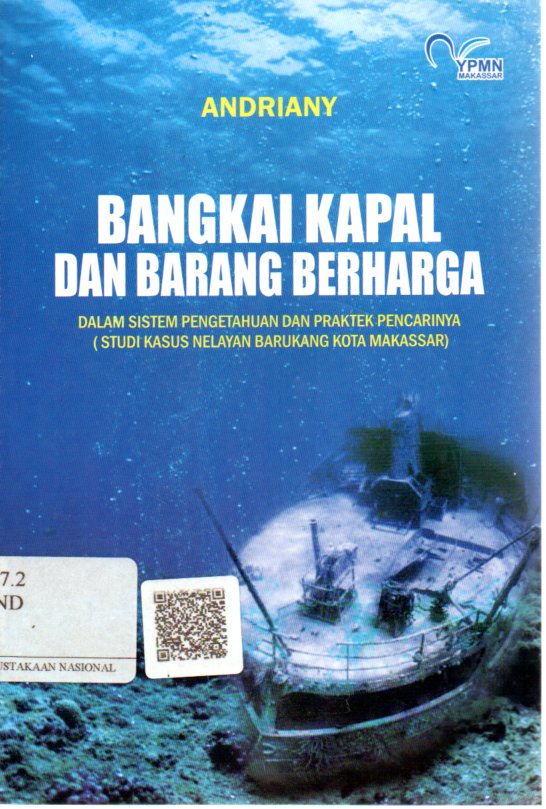 YPMN
MAKASSAR
ANDRIANY
BANGKAI KAPAL
DAN BARANG BERHARGA
DALAM SISTEM PENGETAHUAN DAN PRAKTEK PENCARINYA
( STUDI KASUS NELAYAN BARUKANG KOTA MAKASSAR)
7.2
ND
USTAKAAN NASIONAL